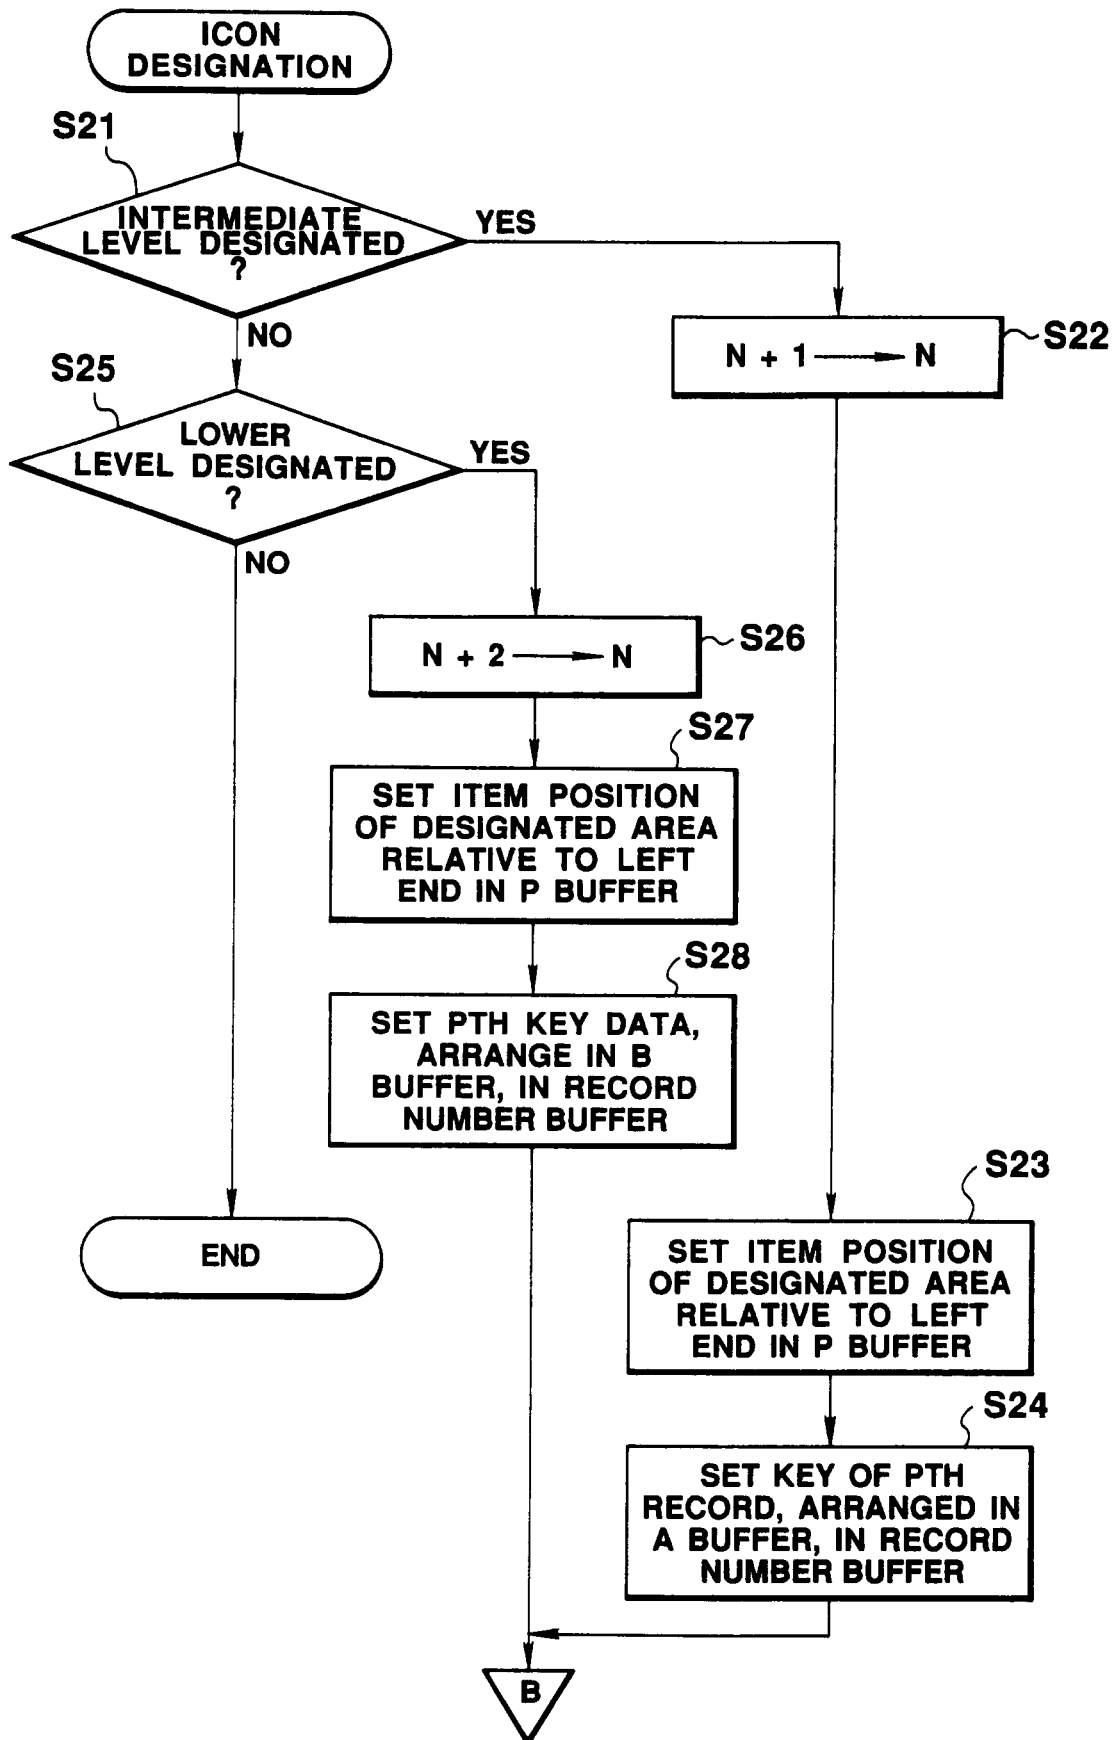 ICON
DESIGNATION
S21
INTERMEDIATE
LEVEL DESIGNATED
?
YES
NO
S22
N + 1 → N
S25
LOWER
LEVEL DESIGNATED
?
YES
NO
S26
N + 2 → N
S27
SET ITEM POSITION
OF DESIGNATED AREA
RELATIVE TO LEFT
END IN P BUFFER
S28
SET PTH KEY DATA,
ARRANGE IN B
BUFFER, IN RECORD
NUMBER BUFFER
S23
SET ITEM POSITION
OF DESIGNATED AREA
RELATIVE TO LEFT
END IN P BUFFER
END
S24
SET KEY OF PTH
RECORD, ARRANGED IN
A BUFFER, IN RECORD
NUMBER BUFFER
B